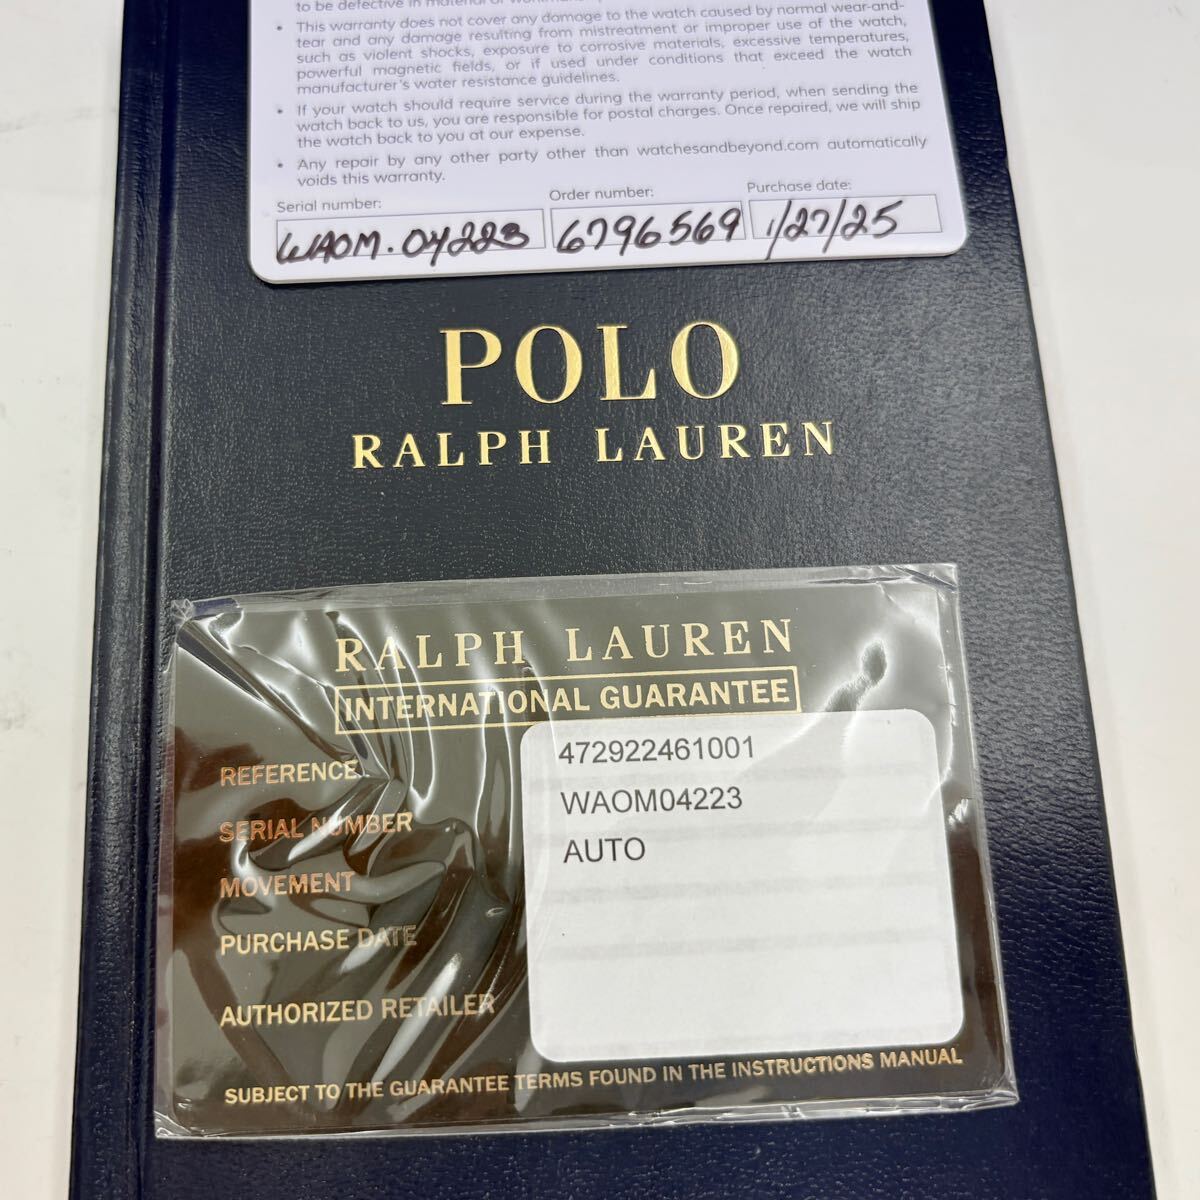 to be defective in material or
• This warranty does not cover any damage to the watch caused by normal wear-and-
tear and any damage resulting from mistreatment or improper use of the watch,
such as violent shocks, exposure to corrosive materials, excessive temperatures,
powerful magnetic fields, or if used under conditions that exceed the watch
manufacturer's water resistance guidelines.
• If your watch should require service during the warranty period, when sending the
watch back to us, you are responsible for postal charges. Once repaired, we will ship
the watch back to you at our expense.
• Any repair by any other party other than watchesandbeyond.com automatically
voids this warranty.
Serial number: Order number: Purchase date:
WAOM.04223 6796569 1/27/25
POLO
RALPH LAUREN
RALPH LAUREN
INTERNATIONAL GUARANTEE
REFERENCE 472922461001
SERIAL NUMBER WAOM04223
MOVEMENT AUTO
PURCHASE DATE
AUTHORIZED RETAILER
SUBJECT TO THE GUARANTEE TERMS FOUND IN THE INSTRUCTIONS MANUAL